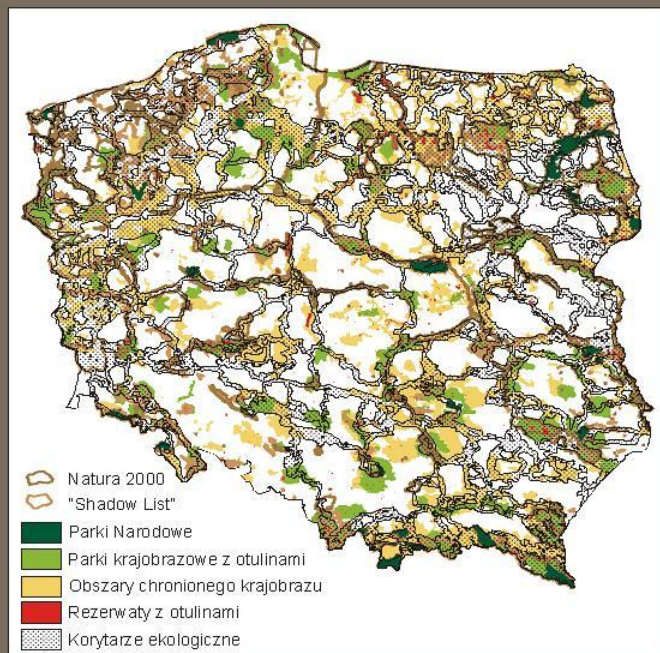 Natura 2000
"Shadow List"
Parki Narodowe
Parki krajobrazowe z otulinami
Obszary chronionego krajobrazu
Rezerwaty z otulinami
Korytarze ekologiczne